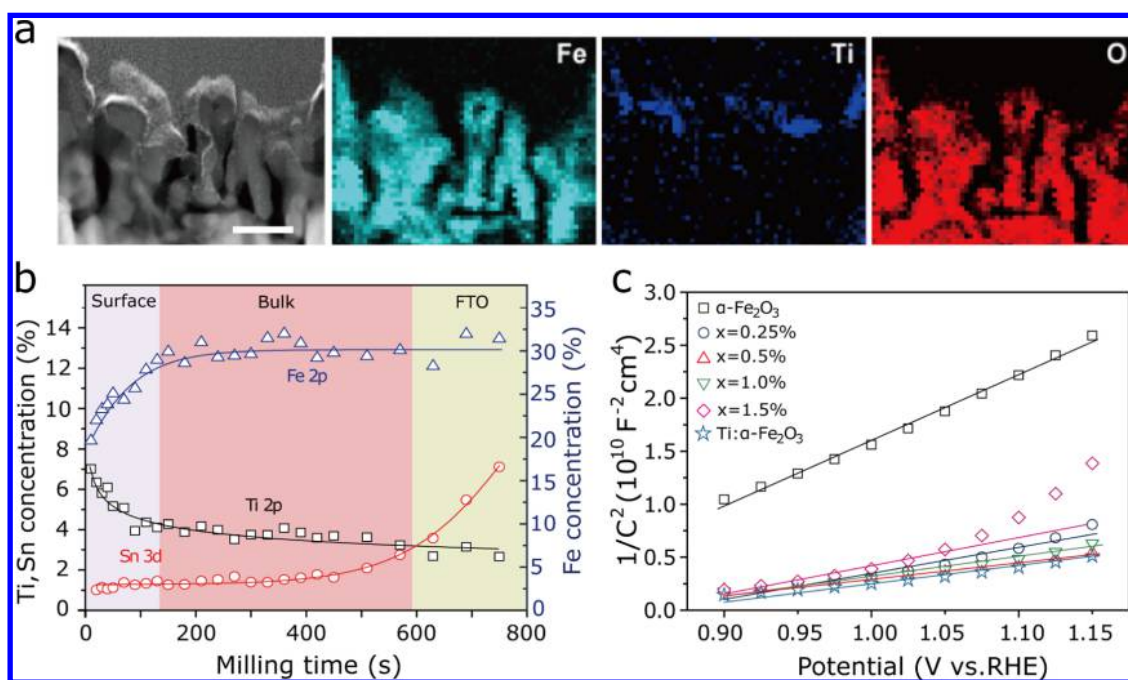 a
Fe
Ti
O
b
Surface
Bulk
FTO
Fe 2p
Ti 2p
Sn 3d
Ti, Sn concentration (%)
0
2
4
6
8
10
12
14
Fe concentration (%)
0
5
10
15
20
25
30
35
0 200 400 600 800
Milling time (s)
c
α-Fe₂O₃
x=0.25%
x=0.5%
x=1.0%
x=1.5%
Ti:α-Fe₂O₃
1/C² (10¹⁰ F⁻²cm⁴)
3.0
2.5
2.0
1.5
1.0
0.5
0.0
0.90 0.95 1.00 1.05 1.10 1.15
Potential (V vs.RHE)